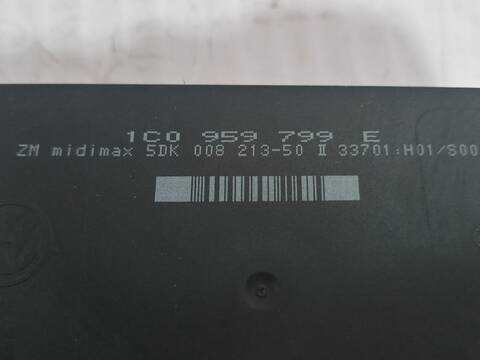 1C0 959 799 E
ZM midimax 5DK 008 213-50 II 33701:H01/S00